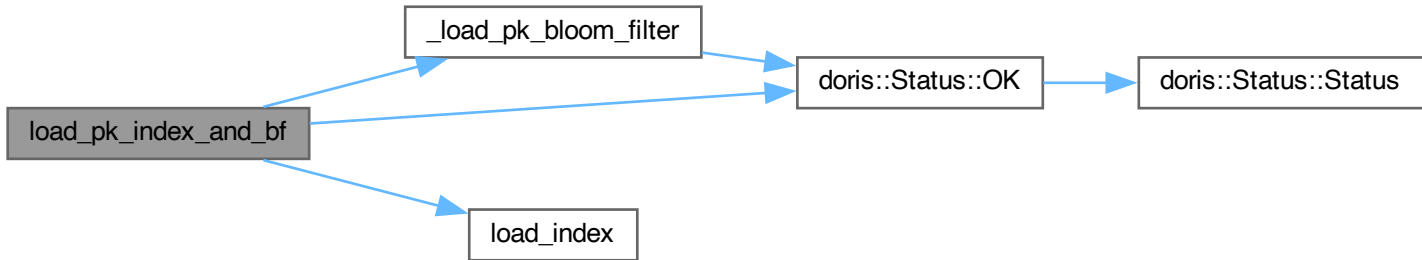 _load_pk_bloom_filter
doris::Status::OK
doris::Status::Status
load_pk_index_and_bf
load_index